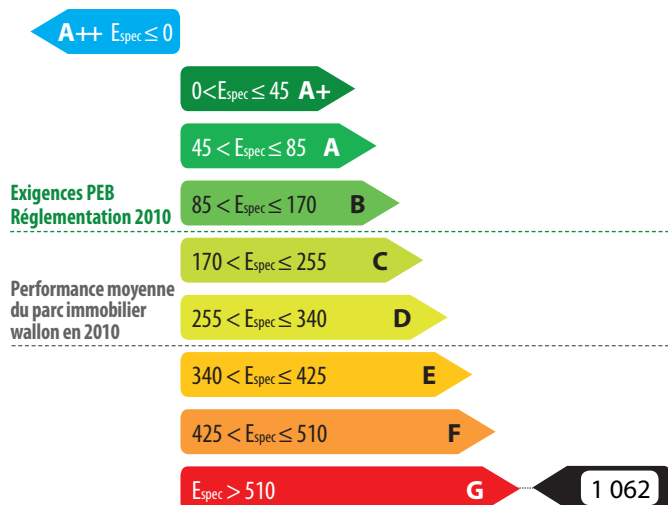 A++ Espec ≤ 0
0<Espec ≤ 45 A+
45 < Espec ≤ 85 A
Exigences PEB
Réglementation 2010
85 < Espec ≤ 170 B
170 < Espec ≤ 255 C
Performance moyenne
du parc immobilier
wallon en 2010
255 < Espec ≤ 340 D
340 < Espec ≤ 425 E
425 < Espec ≤ 510 F
Espec > 510 G 1 062